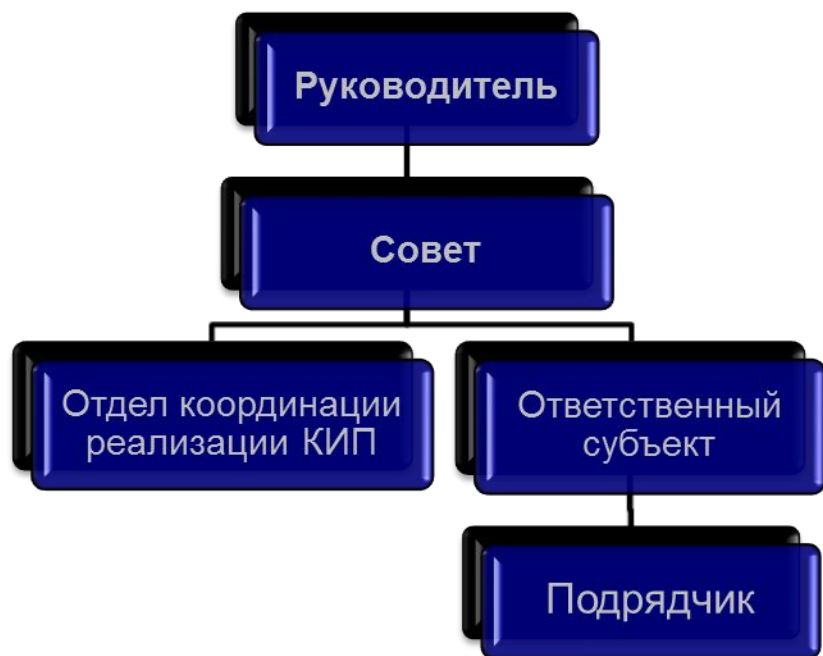 Руководитель
Совет
Отдел координации
реализации КИП
Ответственный
субъект
Подрядчик